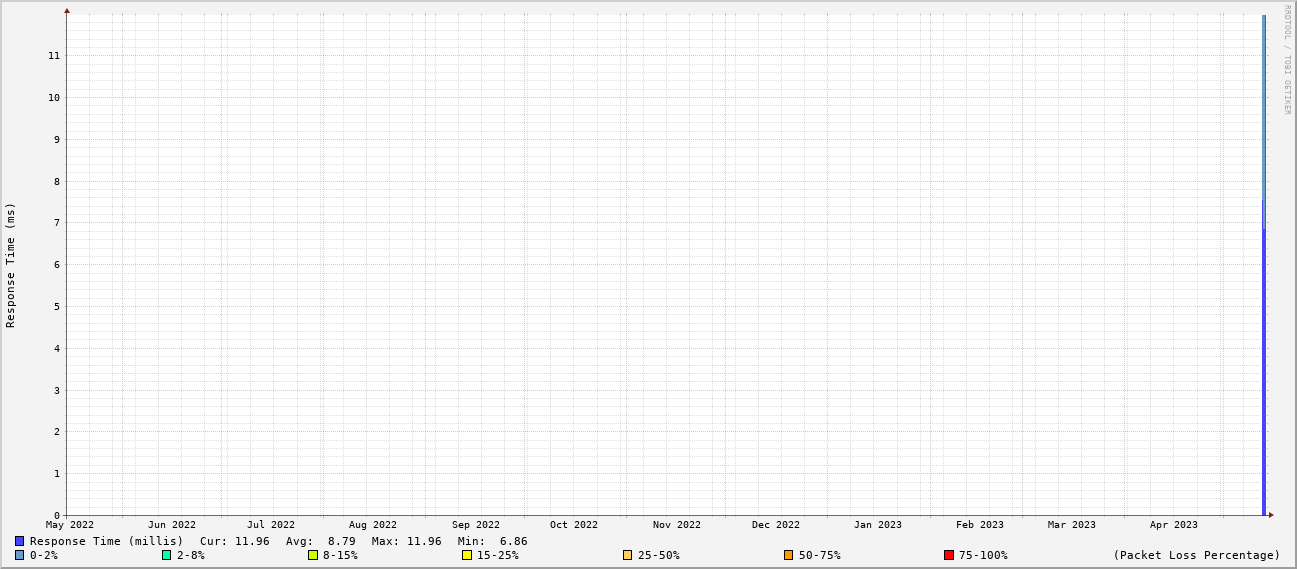 RRDTOOL / TOBI OETIKER
Response Time (ms)
11
10
9
8
7
6
5
4
3
2
1
0
May 2022 Jun 2022 Jul 2022 Aug 2022 Sep 2022 Oct 2022 Nov 2022 Dec 2022 Jan 2023 Feb 2023 Mar 2023 Apr 2023
Response Time (millis) Cur: 11.96 Avg: 8.79 Max: 11.96 Min: 6.86
0-2% 2-8% 8-15% 15-25% 25-50% 50-75% 75-100% (Packet Loss Percentage)